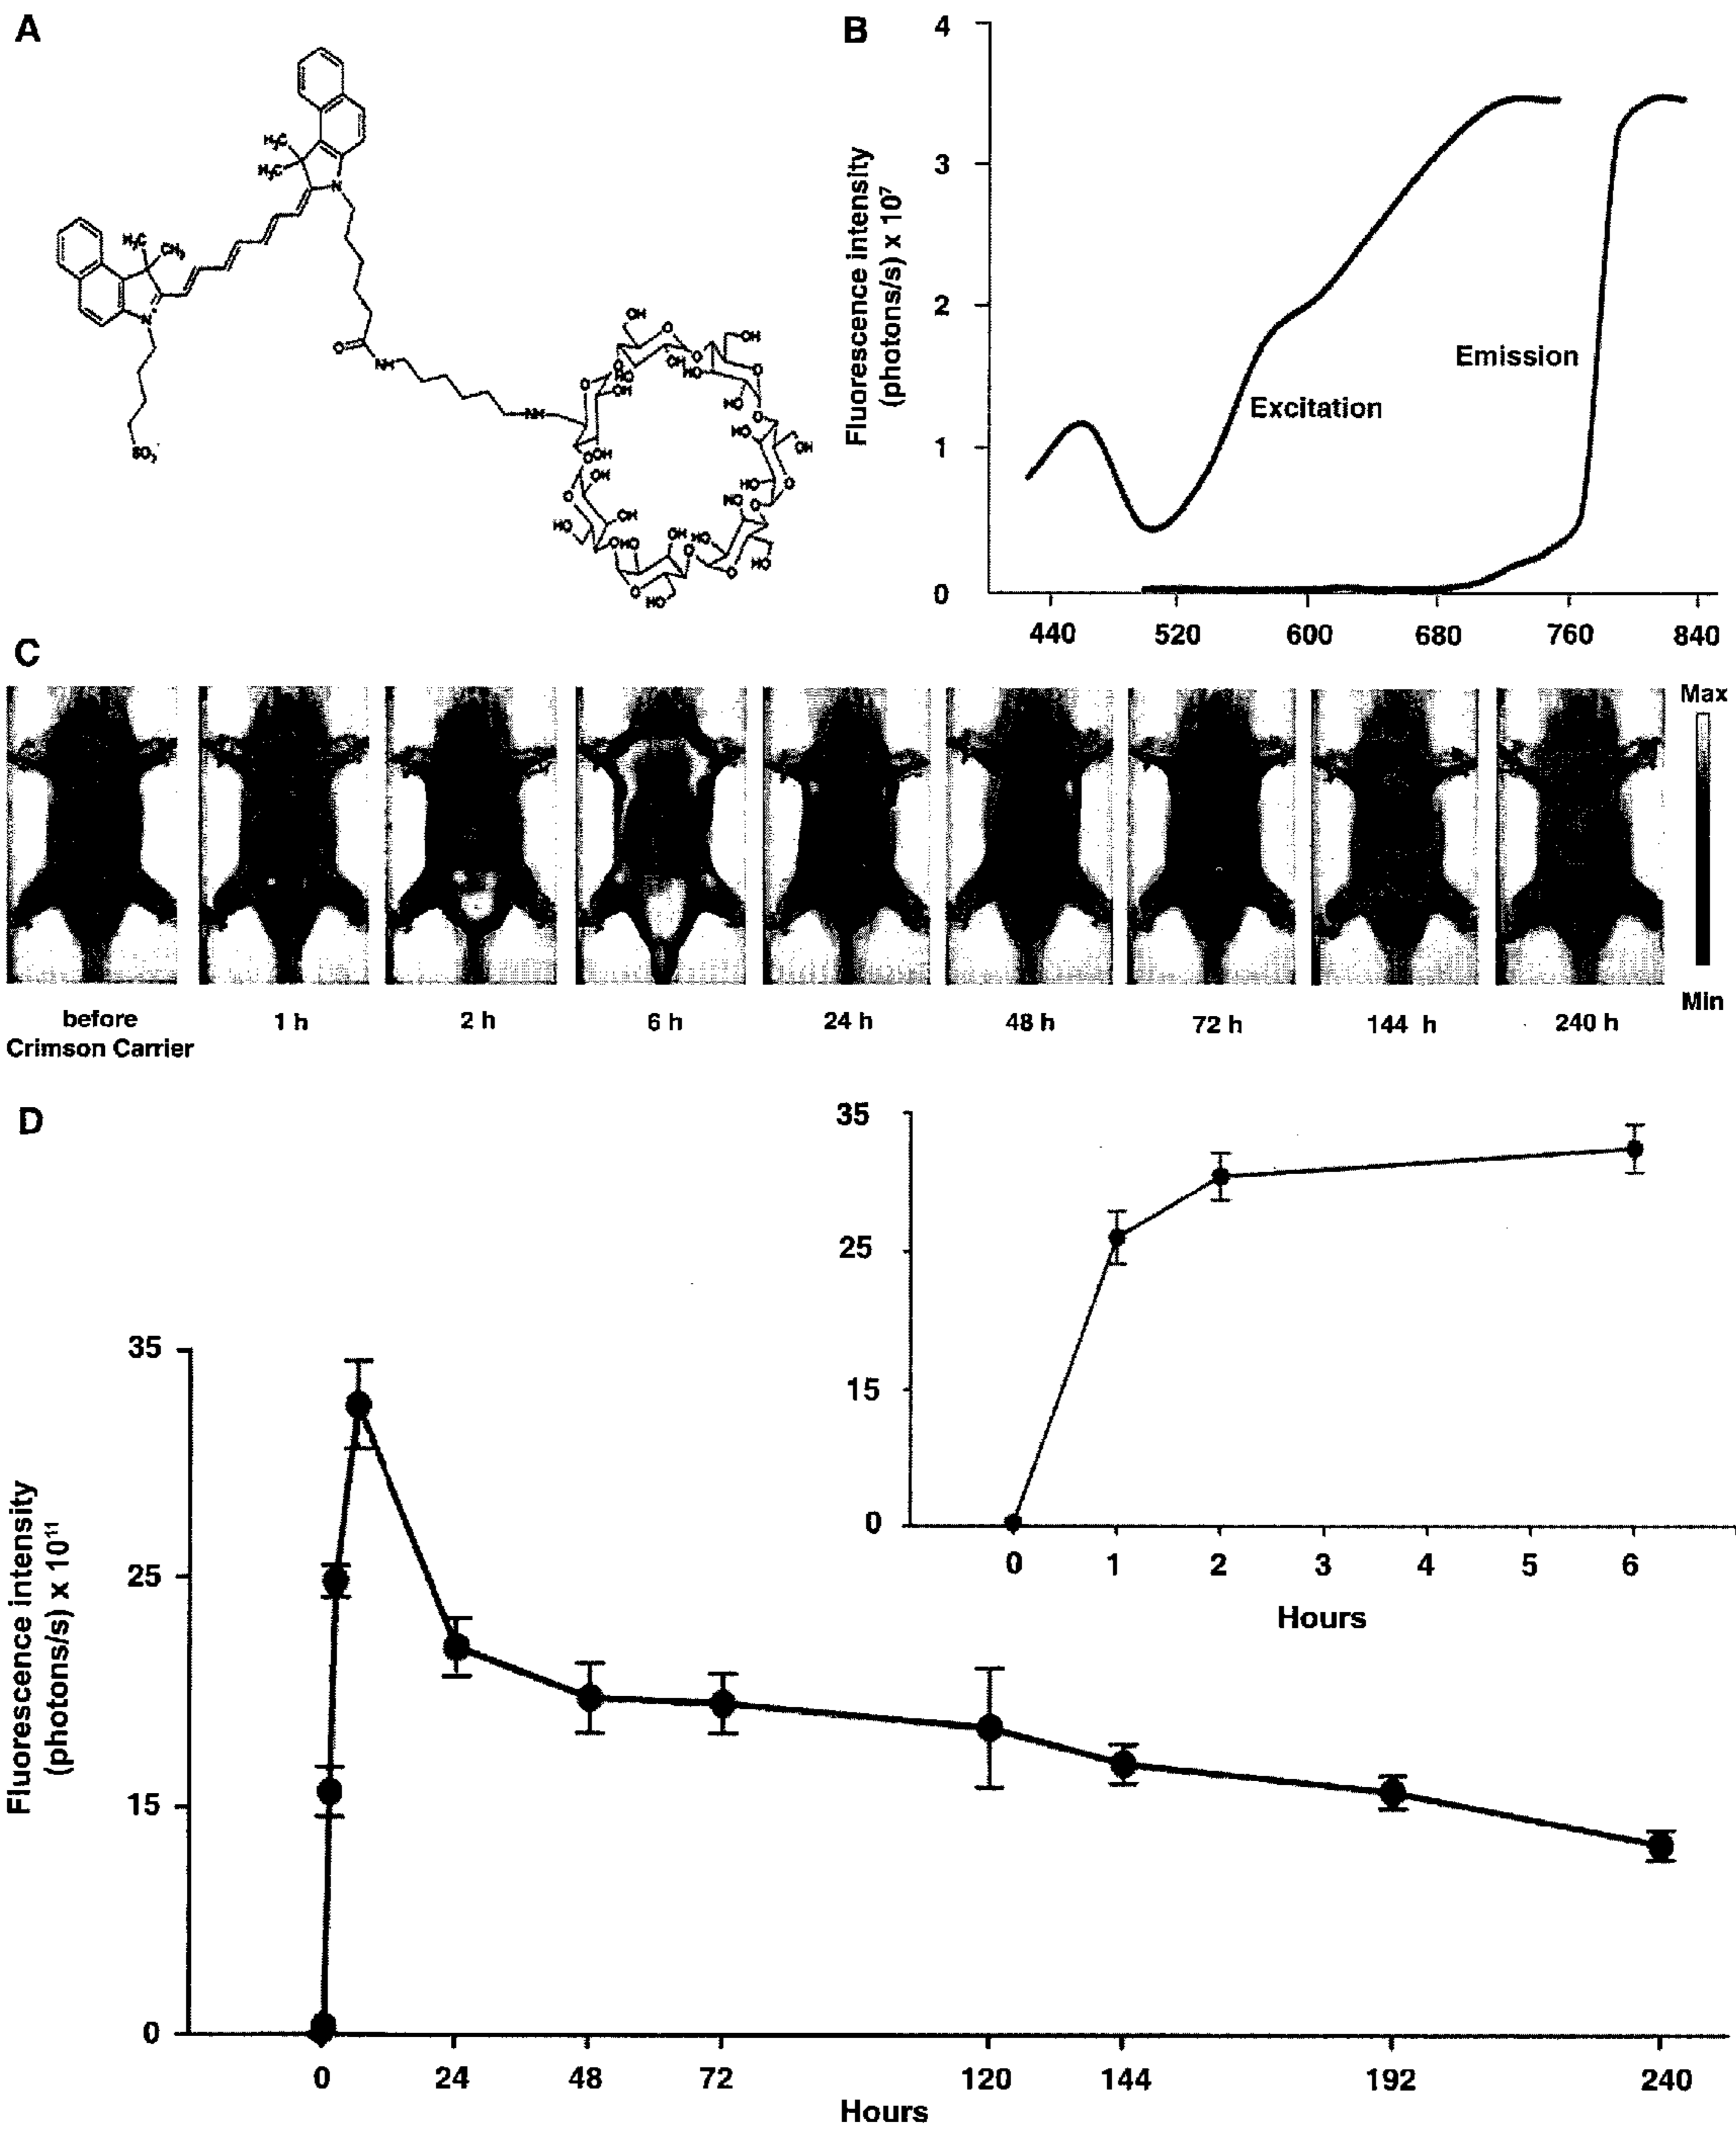 A
H₃C
H₃C
N
H₃C
CH₃
N⁺
O
NH
NH
SO₃⁻
B
4
3
2
1
0
Fluorescence intensity
(photons/s) x 10⁷
Excitation
Emission
440 520 600 680 760 840
C
Max
Min
before
Crimson Carrier
1 h
2 h
6 h
24 h
48 h
72 h
144 h
240 h
D
35
25
15
0
0 1 2 3 4 5 6
Hours
35
25
15
0
Fluorescence intensity
(photons/s) x 10¹¹
0 24 48 72 120 144 192 240
Hours